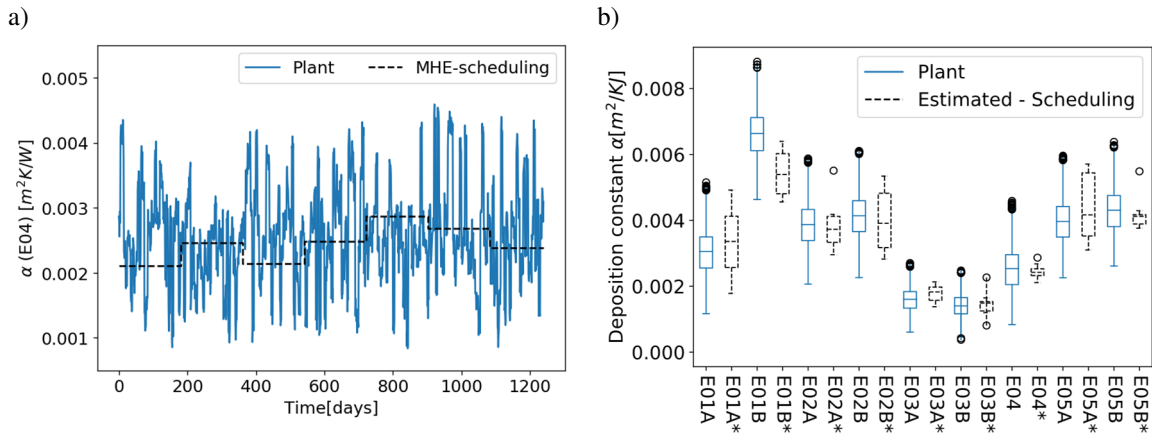 a)
Plant
MHE-scheduling
0.005
0.004
0.003
0.002
0.001
α (E04) [m²K/W]
0
200
400
600
800
1000
1200
Time[days]
b)
Plant
Estimated - Scheduling
0.008
0.006
0.004
0.002
0.000
Deposition constant α[m²/KJ]
E01A
E01A*
E01B
E01B*
E02A
E02A*
E02B
E02B*
E03A
E03A*
E03B
E03B*
E04
E04*
E05A
E05A*
E05B
E05B*